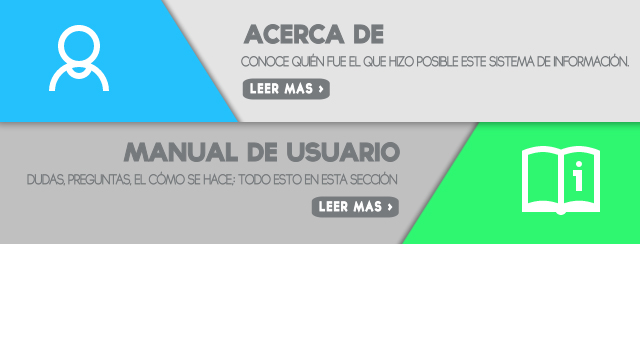 ACERCA DE
CONOCE QUIÉN FUE EL QUE HIZO POSIBLE ESTE SISTEMA DE INFORMACIÓN.
LEER MAS ›
MANUAL DE USUARIO
DUDAS, PREGUNTAS, EL CÓMO SE HACE; TODO ESTO EN ESTA SECCIÓN
LEER MAS ›
i